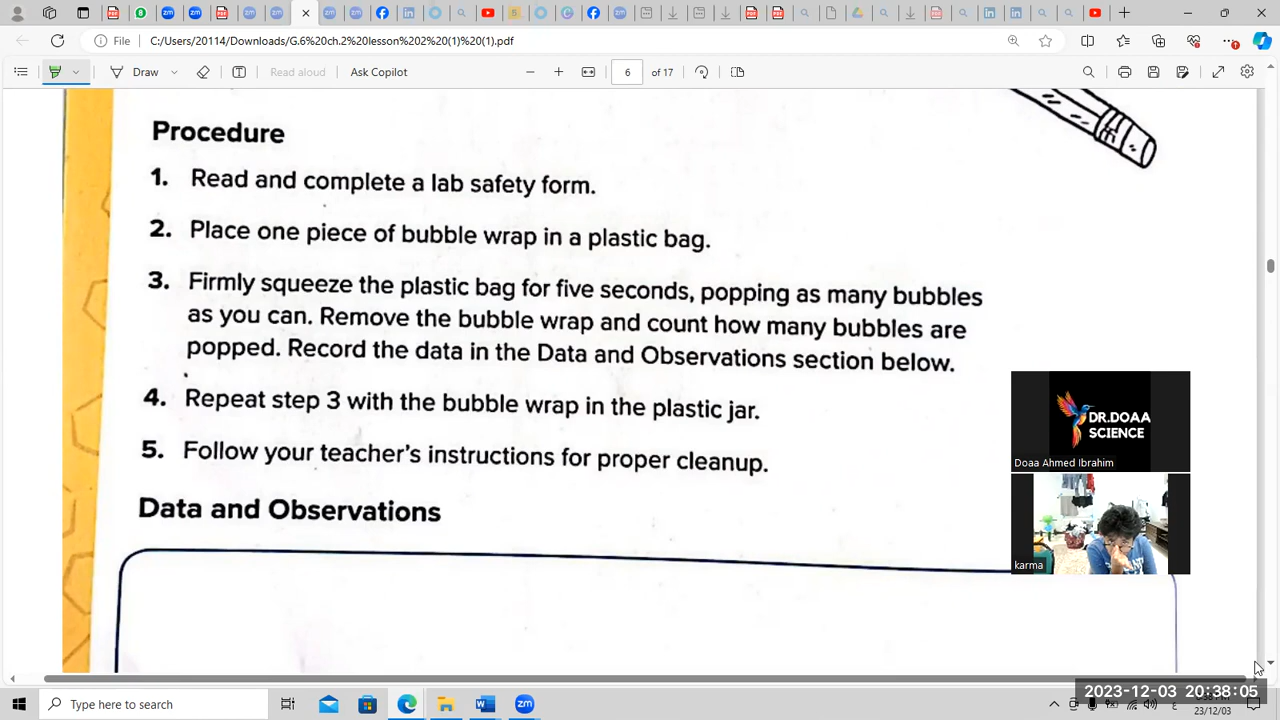 File
C:/Users/20114/Downloads/G.6%20ch.2%20lesson%202%20(1)%20(1).pdf
Draw
Read aloud
Ask Copilot
6
of 17
Procedure
1. Read and complete a lab safety form.
2. Place one piece of bubble wrap in a plastic bag.
3. Firmly squeeze the plastic bag for five seconds, popping as many bubbles
as you can. Remove the bubble wrap and count how many bubbles are
popped. Record the data in the Data and Observations section below.
4. Repeat step 3 with the bubble wrap in the plastic jar.
5. Follow your teacher's instructions for proper cleanup.
Data and Observations
DR.DOAA
SCIENCE
Doaa Ahmed Ibrahim
karma
Type here to search
2023-12-03 20:38:05
23/12/03